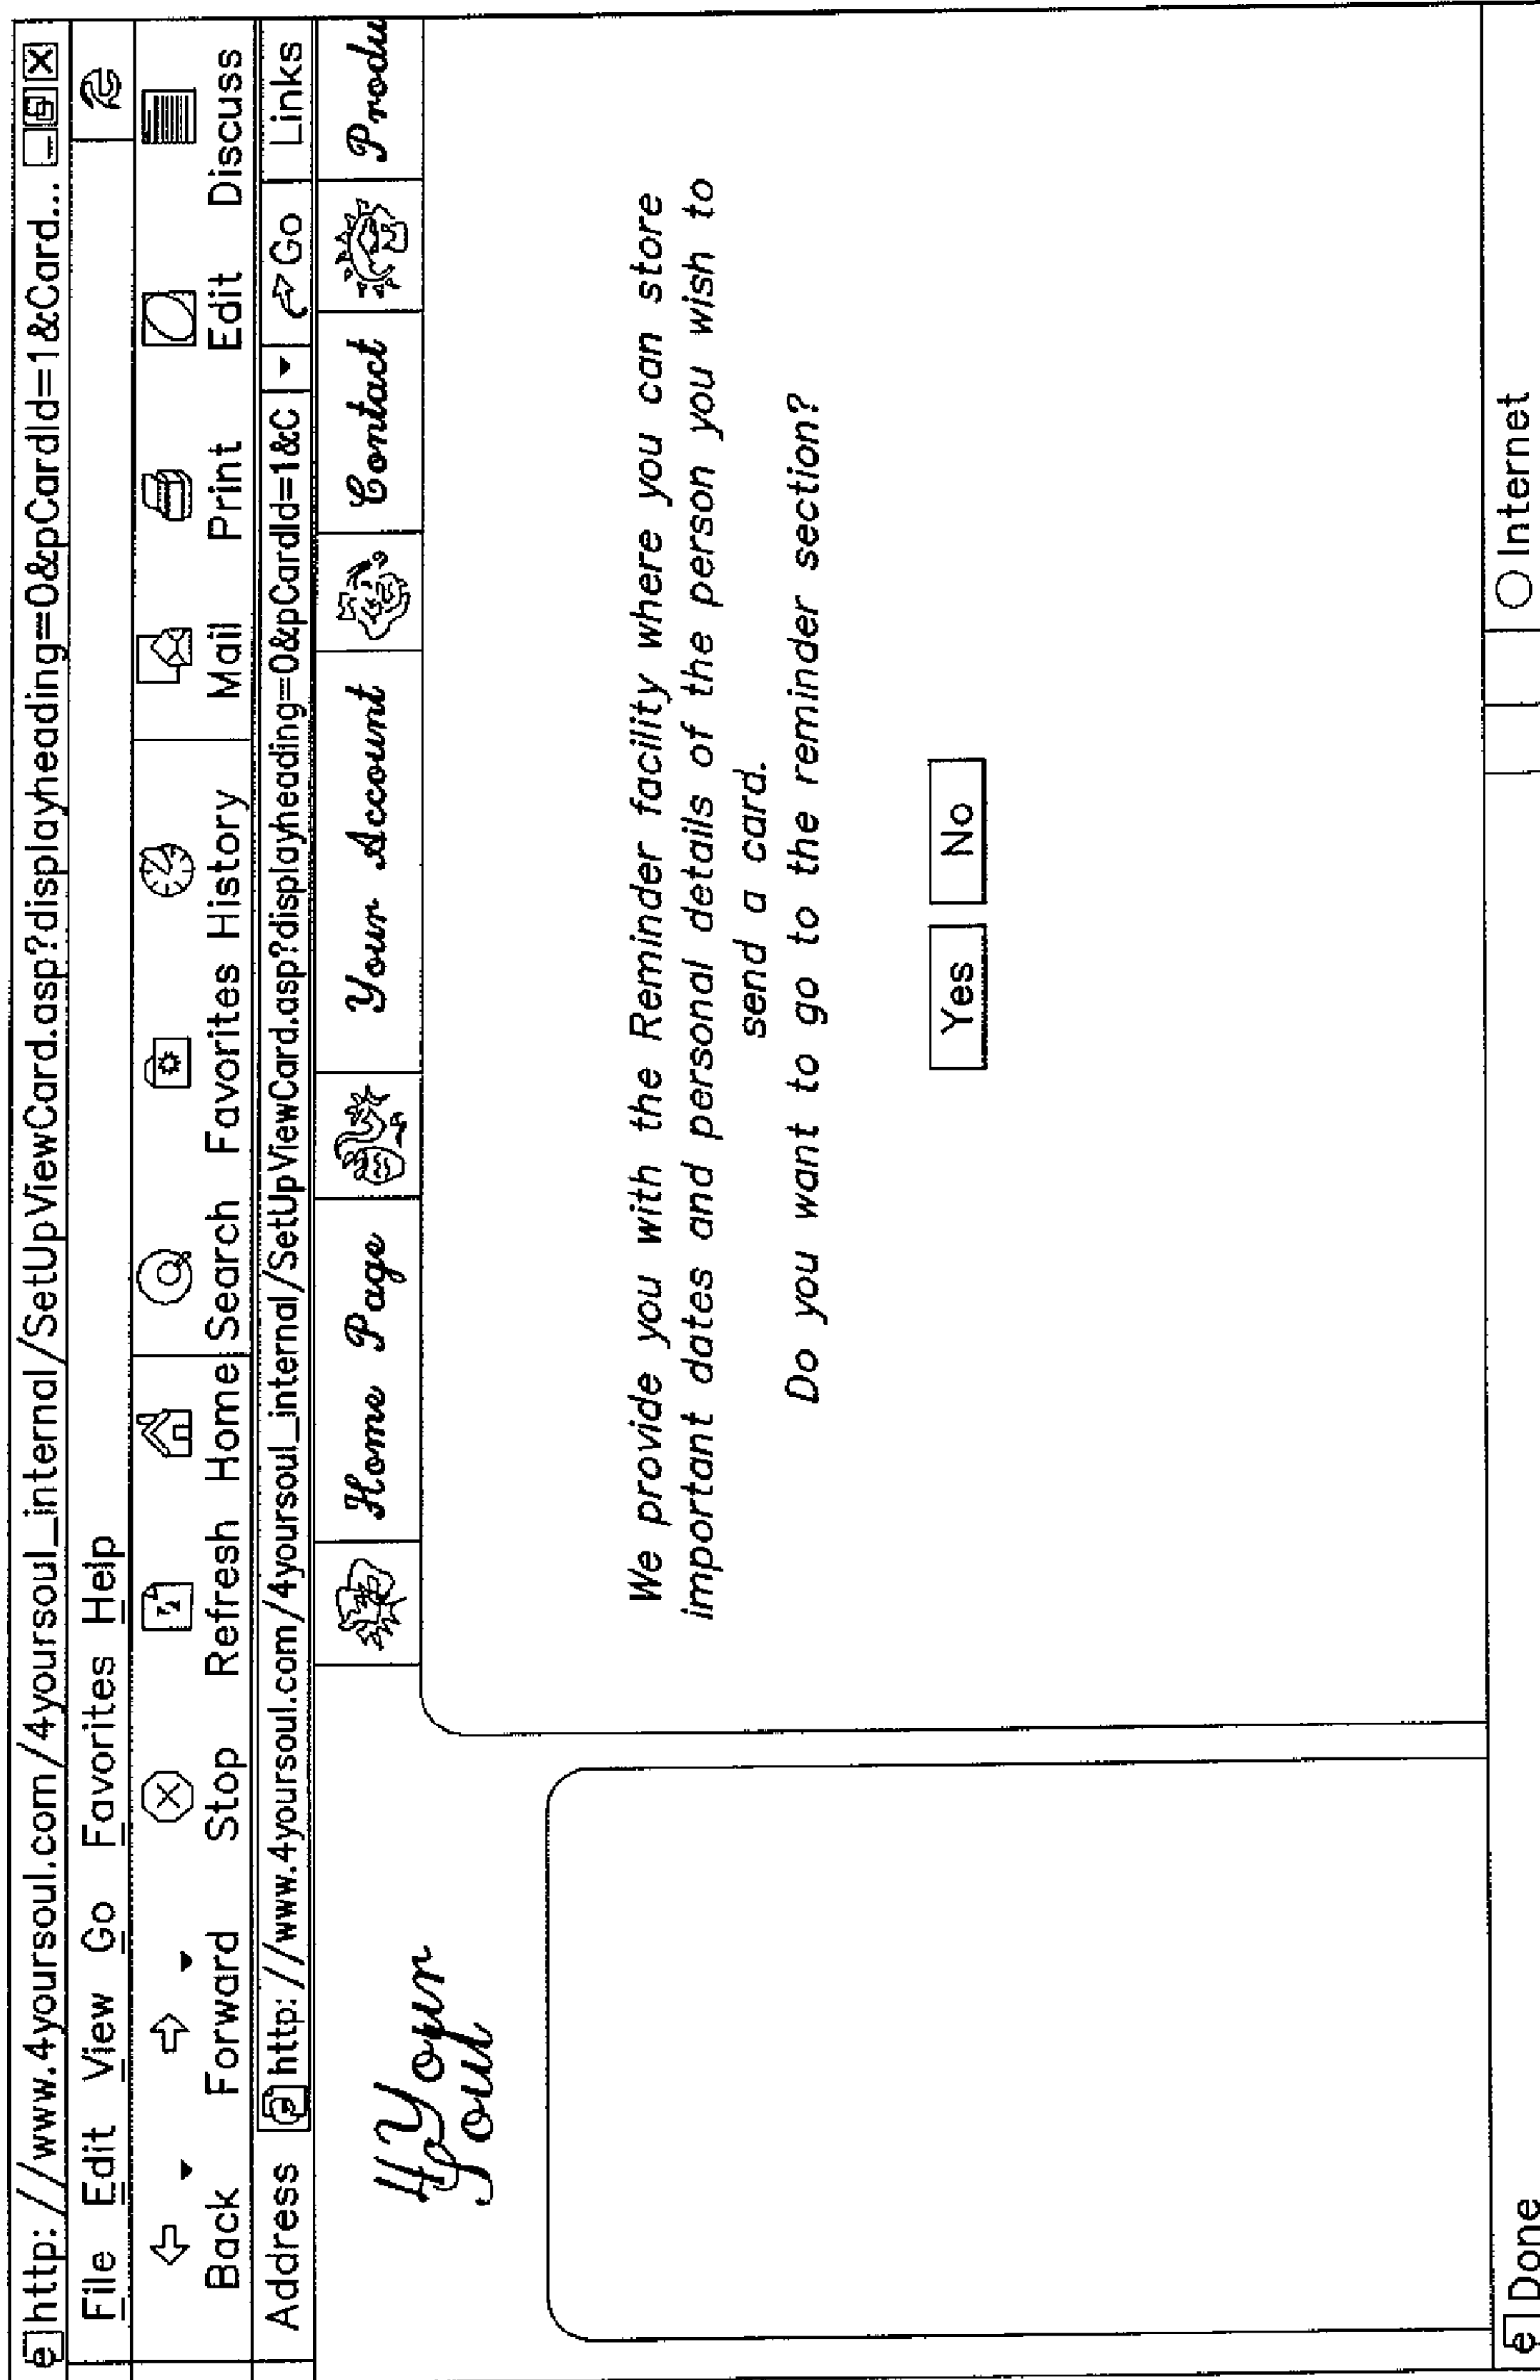 http://www.4yoursoul.com/4yoursoul_internal/SetUpViewCard.asp?displayheading=0&pCardId=1&Card...
File Edit View Go Favorites Help
Back Forward Stop Refresh Home Search Favorites History Mail Print Edit Discuss
Address http://www.4yoursoul.com/4yoursoul_internal/SetUpViewCard.asp?displayheading=0&pCardId=1&C Go Links
4 Your
Soul
Home Page Your Account Contact Produ
We provide you with the Reminder facility where you can store
important dates and personal details of the person you wish to
send a card.
Do you want to go to the reminder section?
Yes No
Done Internet